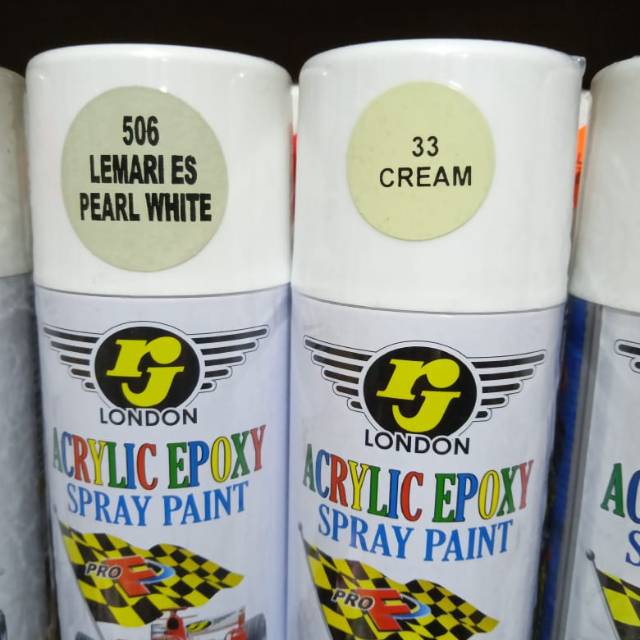 506
LEMARI ES
PEARL WHITE
rj
LONDON
ACRYLIC EPOXY
SPRAY PAINT
PRO
33
CREAM
rj
LONDON
ACRYLIC EPOXY
SPRAY PAINT
PRO